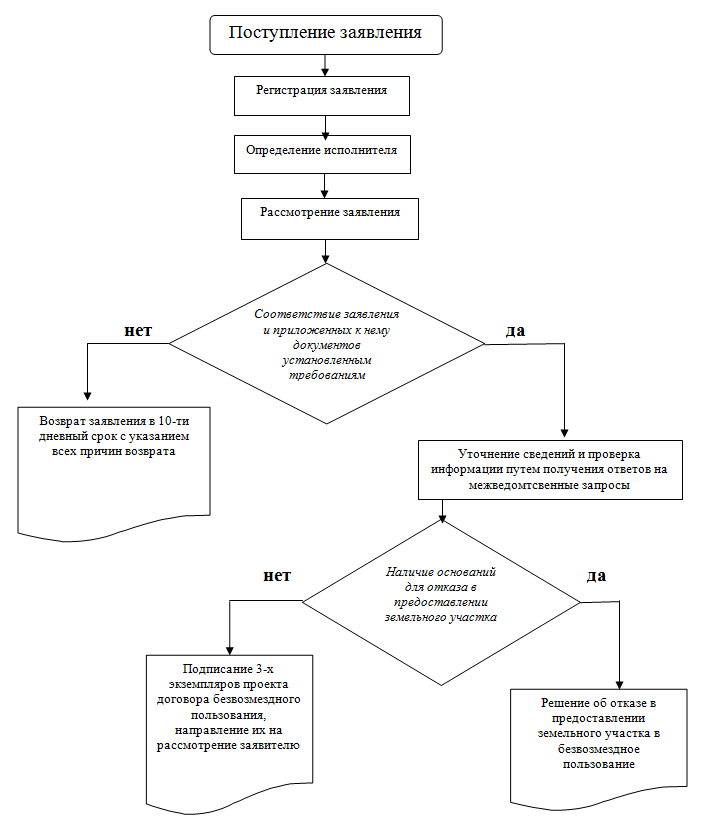 Поступление заявления
Регистрация заявления
Определение исполнителя
Рассмотрение заявления
Соответствие заявления
и приложенных к нему
документов
установленным
требованиям
нет
да
Возврат заявления в 10-ти
дневный срок с указанием
всех причин возврата
Уточнение сведений и проверка
информации путем получения ответов на
межведомтсвенные запросы
Наличие оснований
для отказа в
предоставлении
земельного участка
нет
да
Подписание 3-х
экземпляров проекта
договора безвозмездного
пользования,
направление их на
рассмотрение заявителю
Решение об отказе в
предоставлении
земельного участка в
безвозмездное
пользование